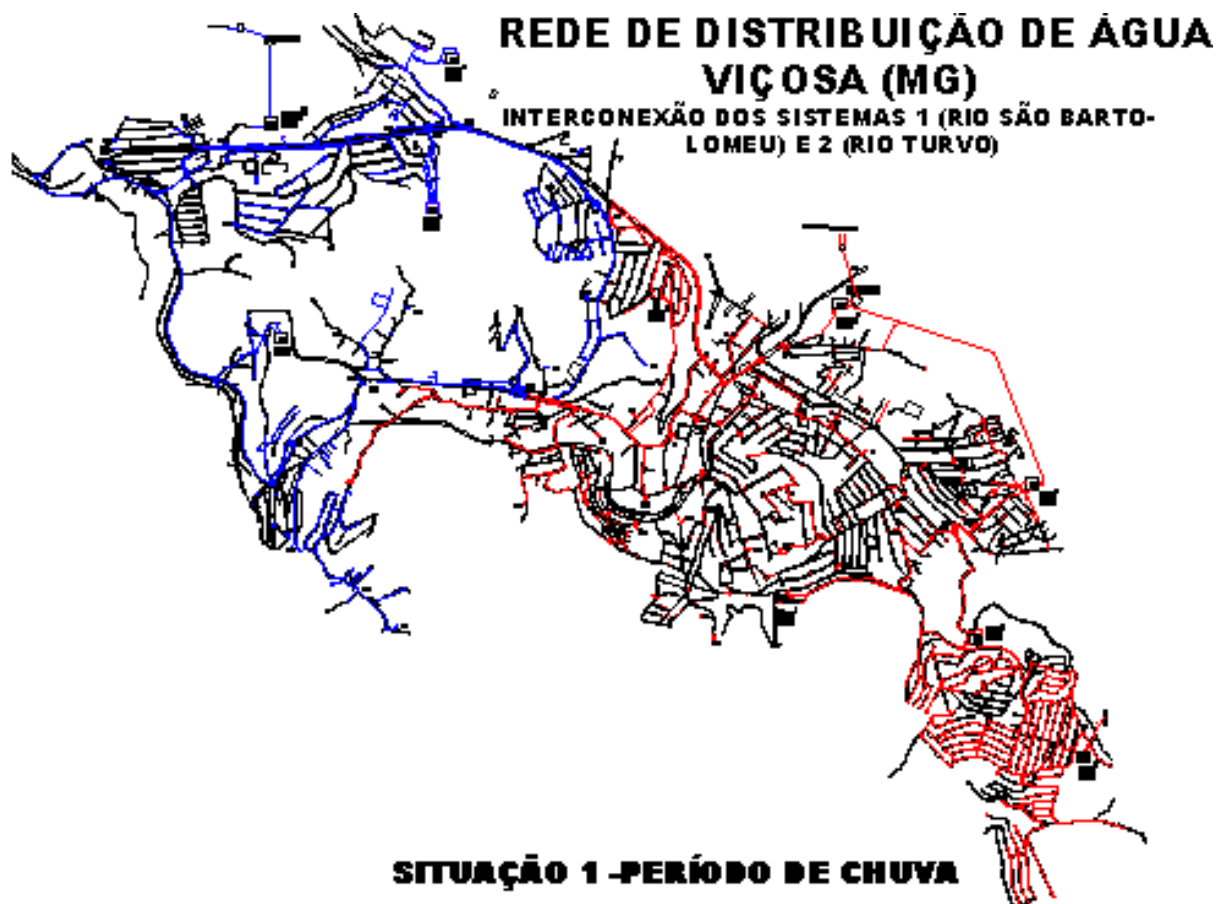 REDE DE DISTRIBUIÇÃO DE ÁGUA
VIÇOSA (MG)
INTERCONEXÃO DOS SISTEMAS 1 (RIO SÃO BARTO-
LOMEU) E 2 (RIO TURVO)
SITUAÇÃO 1 -PERÍODO DE CHUVA